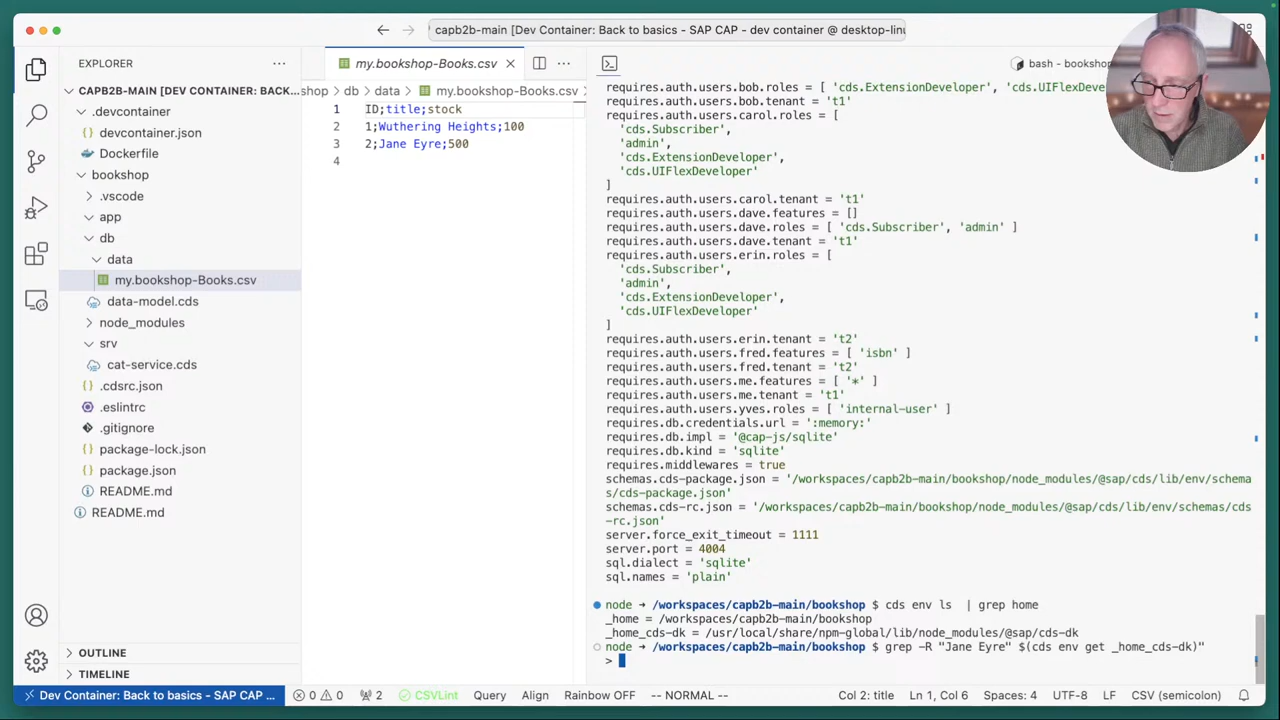 capb2b-main [Dev Container: Back to basics - SAP CAP - dev container @ desktop-linu
EXPLORER
CAPB2B-MAIN [DEV CONTAINER: BACK...
.devcontainer
devcontainer.json
Dockerfile
bookshop
.vscode
app
db
data
my.bookshop-Books.csv
data-model.cds
node_modules
srv
cat-service.cds
.cdsrc.json
.eslintrc
.gitignore
package-lock.json
package.json
README.md
README.md
OUTLINE
TIMELINE
my.bookshop-Books.csv
shop > db > data > my.bookshop-Books.csv
1 ID;title;stock
2 1;Wuthering Heights;100
3 2;Jane Eyre;500
4
bash - bookshop
requires.auth.users.bob.roles = [ 'cds.ExtensionDeveloper', 'cds.UIFlexDeve
requires.auth.users.bob.tenant = 't1'
requires.auth.users.carol.roles = [
'cds.Subscriber',
'admin',
'cds.ExtensionDeveloper',
'cds.UIFlexDeveloper'
]
requires.auth.users.carol.tenant = 't1'
requires.auth.users.dave.features = []
requires.auth.users.dave.roles = [ 'cds.Subscriber', 'admin' ]
requires.auth.users.dave.tenant = 't1'
requires.auth.users.erin.roles = [
'cds.Subscriber',
'admin',
'cds.ExtensionDeveloper',
'cds.UIFlexDeveloper'
]
requires.auth.users.erin.tenant = 't2'
requires.auth.users.fred.features = [ 'isbn' ]
requires.auth.users.fred.tenant = 't2'
requires.auth.users.me.features = [ '*' ]
requires.auth.users.me.tenant = 't1'
requires.auth.users.yves.roles = [ 'internal-user' ]
requires.db.credentials.url = ':memory:'
requires.db.impl = '@cap-js/sqlite'
requires.db.kind = 'sqlite'
requires.middlewares = true
schemas.cds-package.json = '/workspaces/capb2b-main/bookshop/node_modules/@sap/cds/lib/env/schema
s/cds-package.json'
schemas.cds-rc.json = '/workspaces/capb2b-main/bookshop/node_modules/@sap/cds/lib/env/schemas/cds
-rc.json'
server.force_exit_timeout = 1111
server.port = 4004
sql.dialect = 'sqlite'
sql.names = 'plain'
node ➜ /workspaces/capb2b-main/bookshop $ cds env ls | grep home
_home = /workspaces/capb2b-main/bookshop
_home_cds-dk = /usr/local/share/npm-global/lib/node_modules/@sap/cds-dk
node ➜ /workspaces/capb2b-main/bookshop $ grep -R "Jane Eyre" $(cds env get _home_cds-dk)"
>
Dev Container: Back to basics - SAP CAP ... 0 0 2 CSVLint Query Align Rainbow OFF -- NORMAL -- Col 2: title Ln 1, Col 6 Spaces: 4 UTF-8 LF CSV (semicolon)